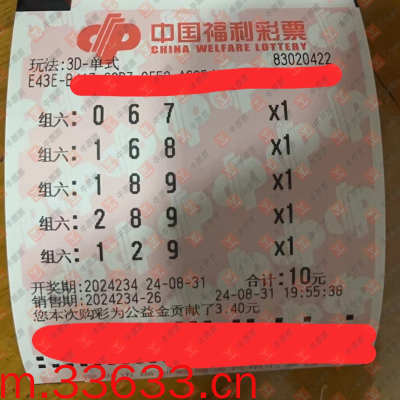 中国福利彩票
CHINA WELFARE LOTTERY
玩法:3D-单式 83020422
组六: 0 6 7 X1
组六: 1 6 8 X1
组六: 1 8 9 X1
组六: 2 8 9 X1
组六: 1 2 9 X1
开奖期:2024234 24-08-31 合计:10元
销售期:2024234-26 24-08-31 19:55:38
您本次购彩为公益金贡献了3.40元
m.33633.cn